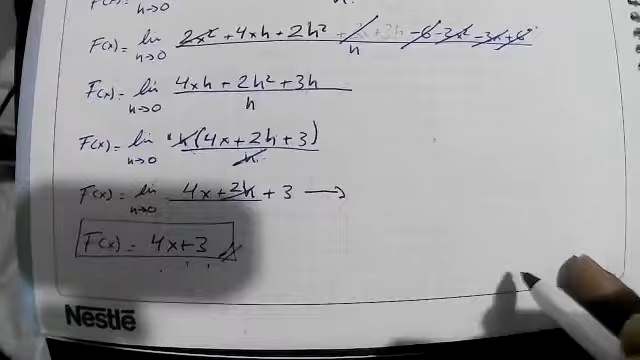 h→0 h.
F(x)= lim 2x² + 4xh + 2h² + 3x + 3h - 6 - 2x² - 3x + 6
h→0 h
F(x)= lim 4xh + 2h² + 3h
h→0 h
F(x)= lim h(4x + 2h + 3)
h→0 h
F(x)= lim 4x + 2h + 3 →
h→0
F(x) = 4x+3
Nestlé